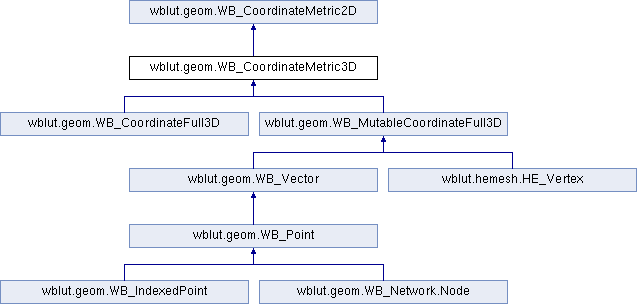 wblut.geom.WB_CoordinateMetric2D
wblut.geom.WB_CoordinateMetric3D
wblut.geom.WB_CoordinateFull3D
wblut.geom.WB_MutableCoordinateFull3D
wblut.geom.WB_Vector
wblut.hemesh.HE_Vertex
wblut.geom.WB_Point
wblut.geom.WB_IndexedPoint
wblut.geom.WB_Network.Node